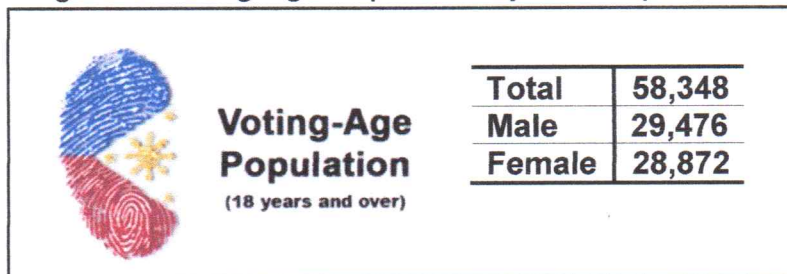 Voting-Age
Population
(18 years and over)
Total 58,348
Male 29,476
Female 28,872